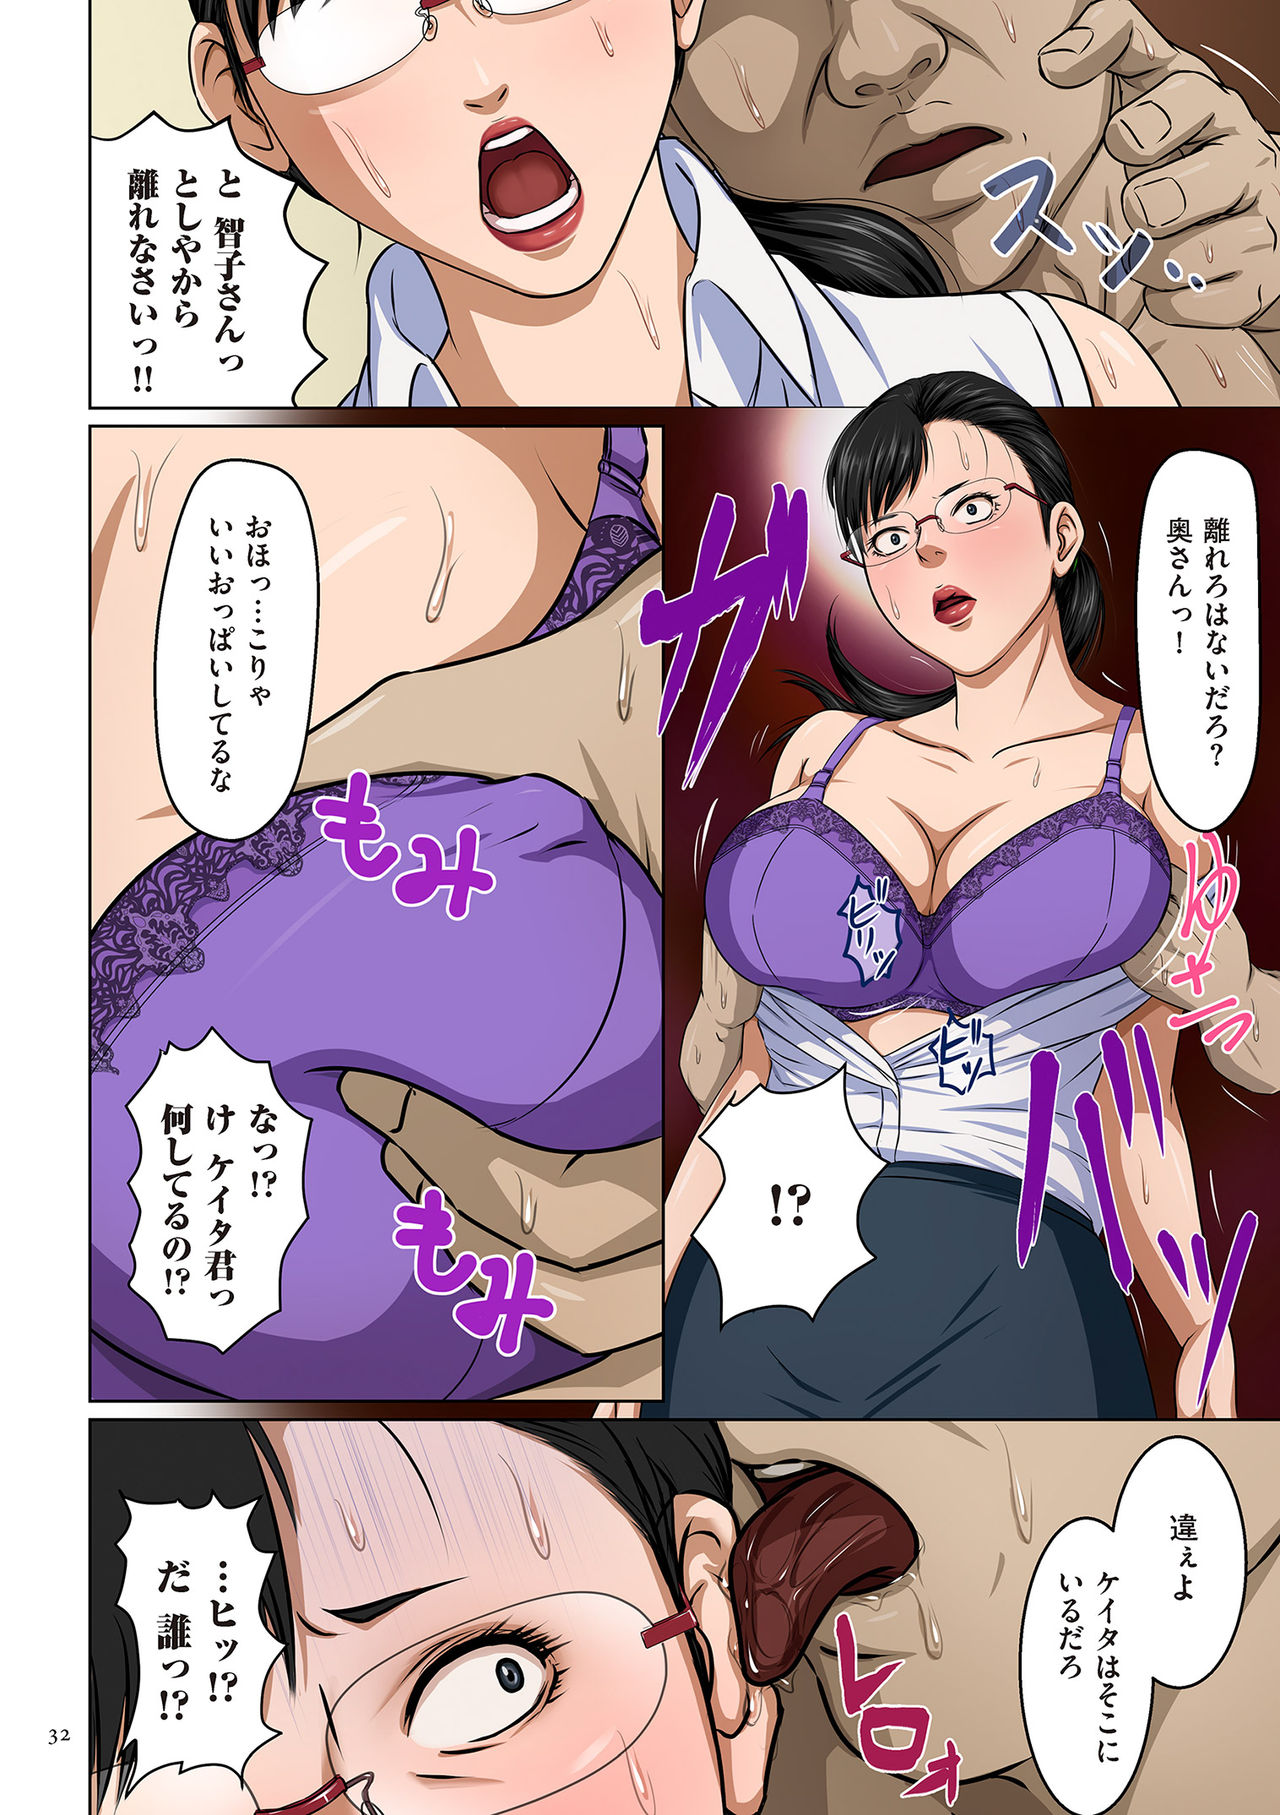 スッ…
と 智子さんっ
としやから
離れなさいっ!!
離れろはないだろ?
奥さんっ!
ガ
ビリッ
ビッ
ゆさ
バッ
!?
おほっ…こりゃ
いいおっぱいしてるな
もみ
なっ!?
け ケイタ君っ
何してるの!?
もみ
違ぇよ
ケイタはそこに
いるだろ
レロォ
…ヒッ!?
だ 誰っ!?
32